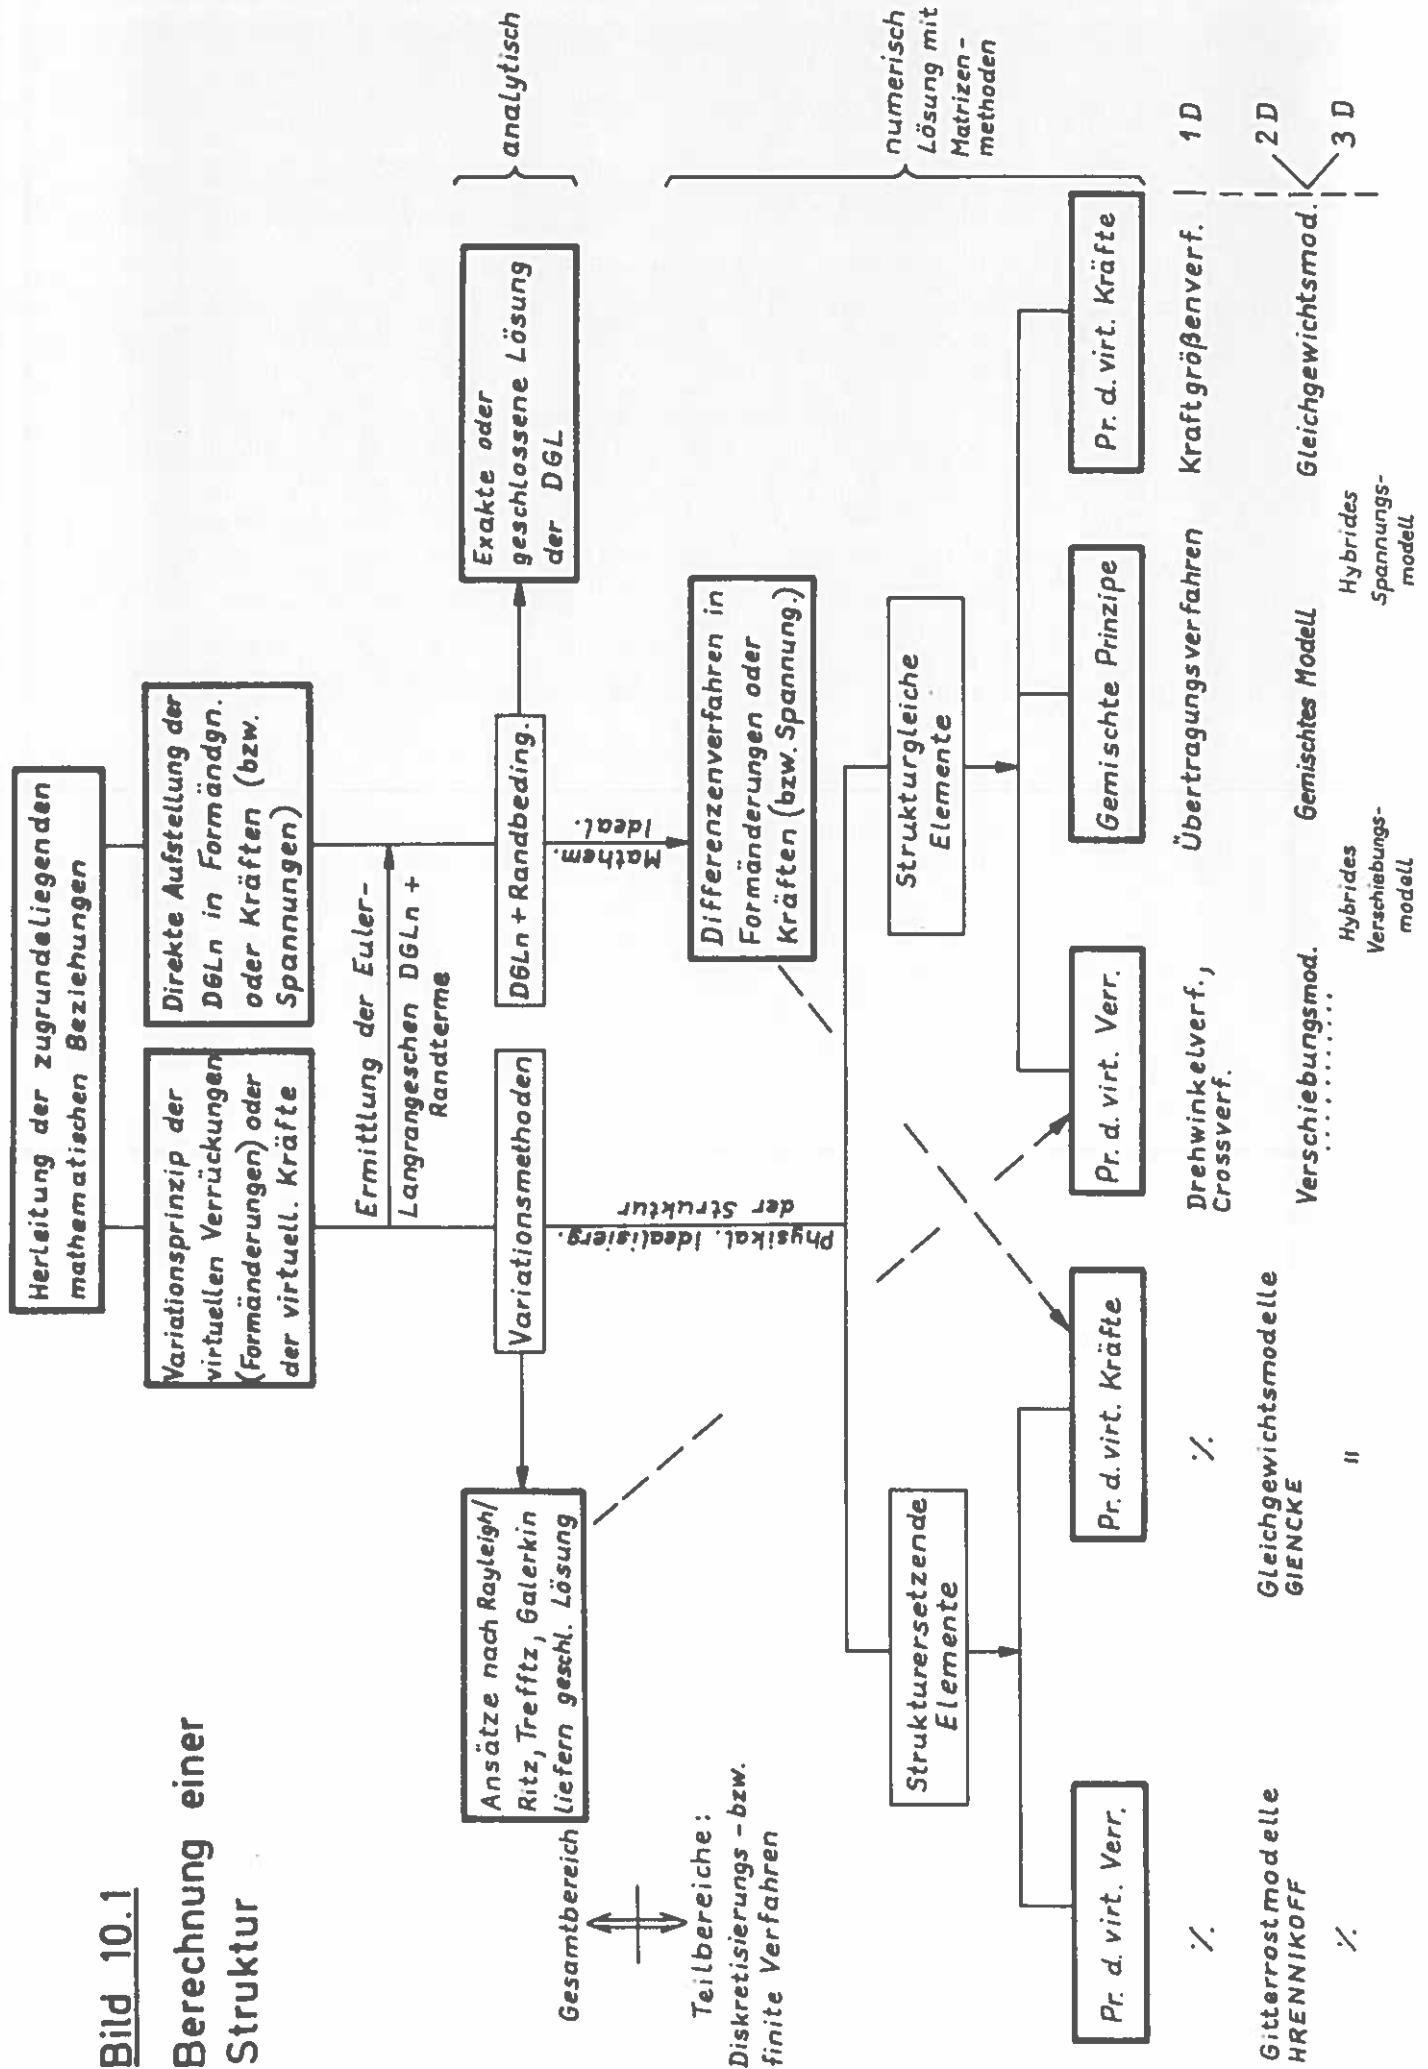 Bild 10.1
Berechnung einer
Struktur
Herleitung der zugrundeliegenden
mathematischen Beziehungen
Variationsprinzip der
virtuellen Verrückungen
(Formänderungen) oder
der virtuell. Kräfte
Direkte Aufstellung der
DGLn in Formändgn.
oder Kräften (bzw.
Spannungen)
Ermittlung der Euler-
Langrangeschen DGLn +
Randterme
Ansätze nach Rayleigh/
Ritz, Trefftz, Galerkin
liefern geschl. Lösung
Variationsmethoden
DGLn + Randbeding.
Exakte oder
geschlossene Lösung
der DGL
analytisch
Gesamtbereich
Teilbereiche:
Diskretisierungs - bzw.
finite Verfahren
Physikal. Idealisierg.
der Struktur
Mathem.
Ideal.
Differenzenverfahren in
Formänderungen oder
Kräften (bzw. Spannung.)
numerisch
Lösung mit
Matrizen-
methoden
Strukturersetzende
Elemente
Strukturgleiche
Elemente
Pr. d. virt. Verr.
Pr. d. virt. Kräfte
Pr. d. virt. Verr.
Gemischte Prinzipe
Pr. d. virt. Kräfte
٪.
٪.
Drehwinkelverf.,
Crossverf.
Übertragungsverfahren
Kraftgrößenverf.
1 D
Gitterrostmodelle
HRENNIKOFF
Gleichgewichtsmodelle
GIENCKE
Verschiebungsmod.
..........
Gemischtes Modell
Gleichgewichtsmod.
2 D
٪.
"
Hybrides
Verschiebungs-
modell
Hybrides
Spannungs-
modell
3 D